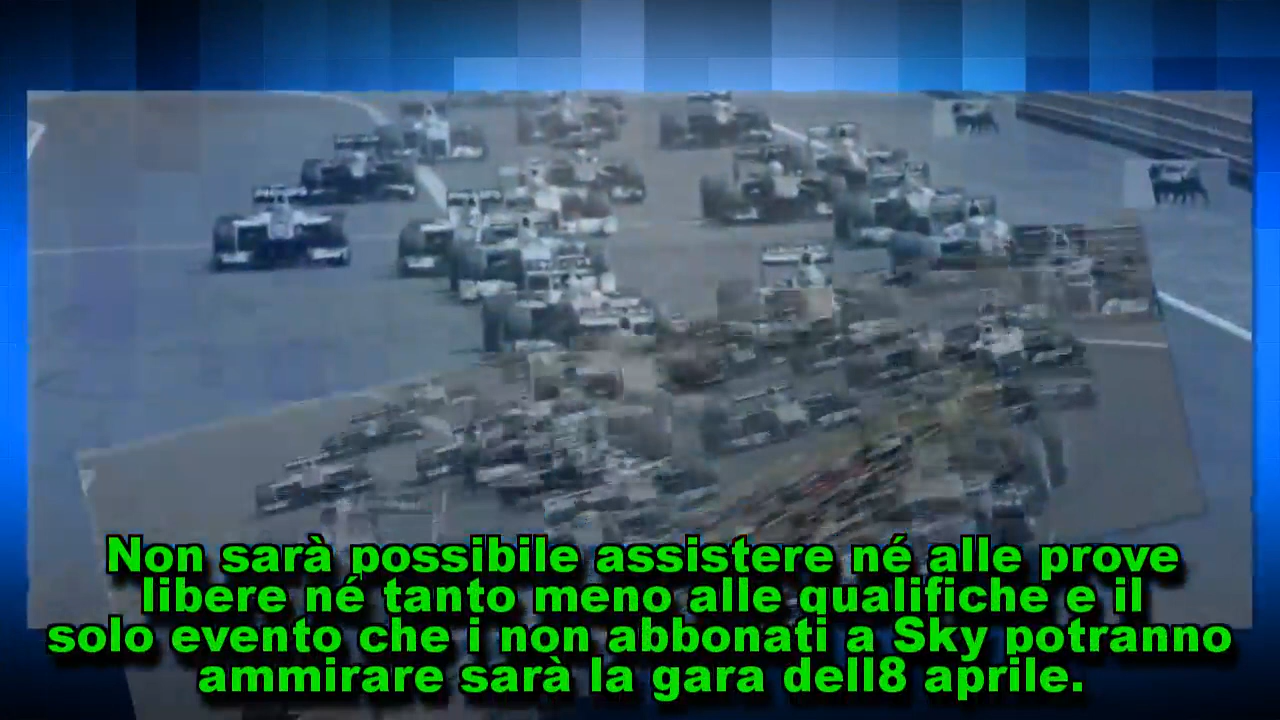 Non sarà possibile assistere né alle prove
libere né tanto meno alle qualifiche e il
solo evento che i non abbonati a Sky potranno
ammirare sarà la gara dell8 aprile.